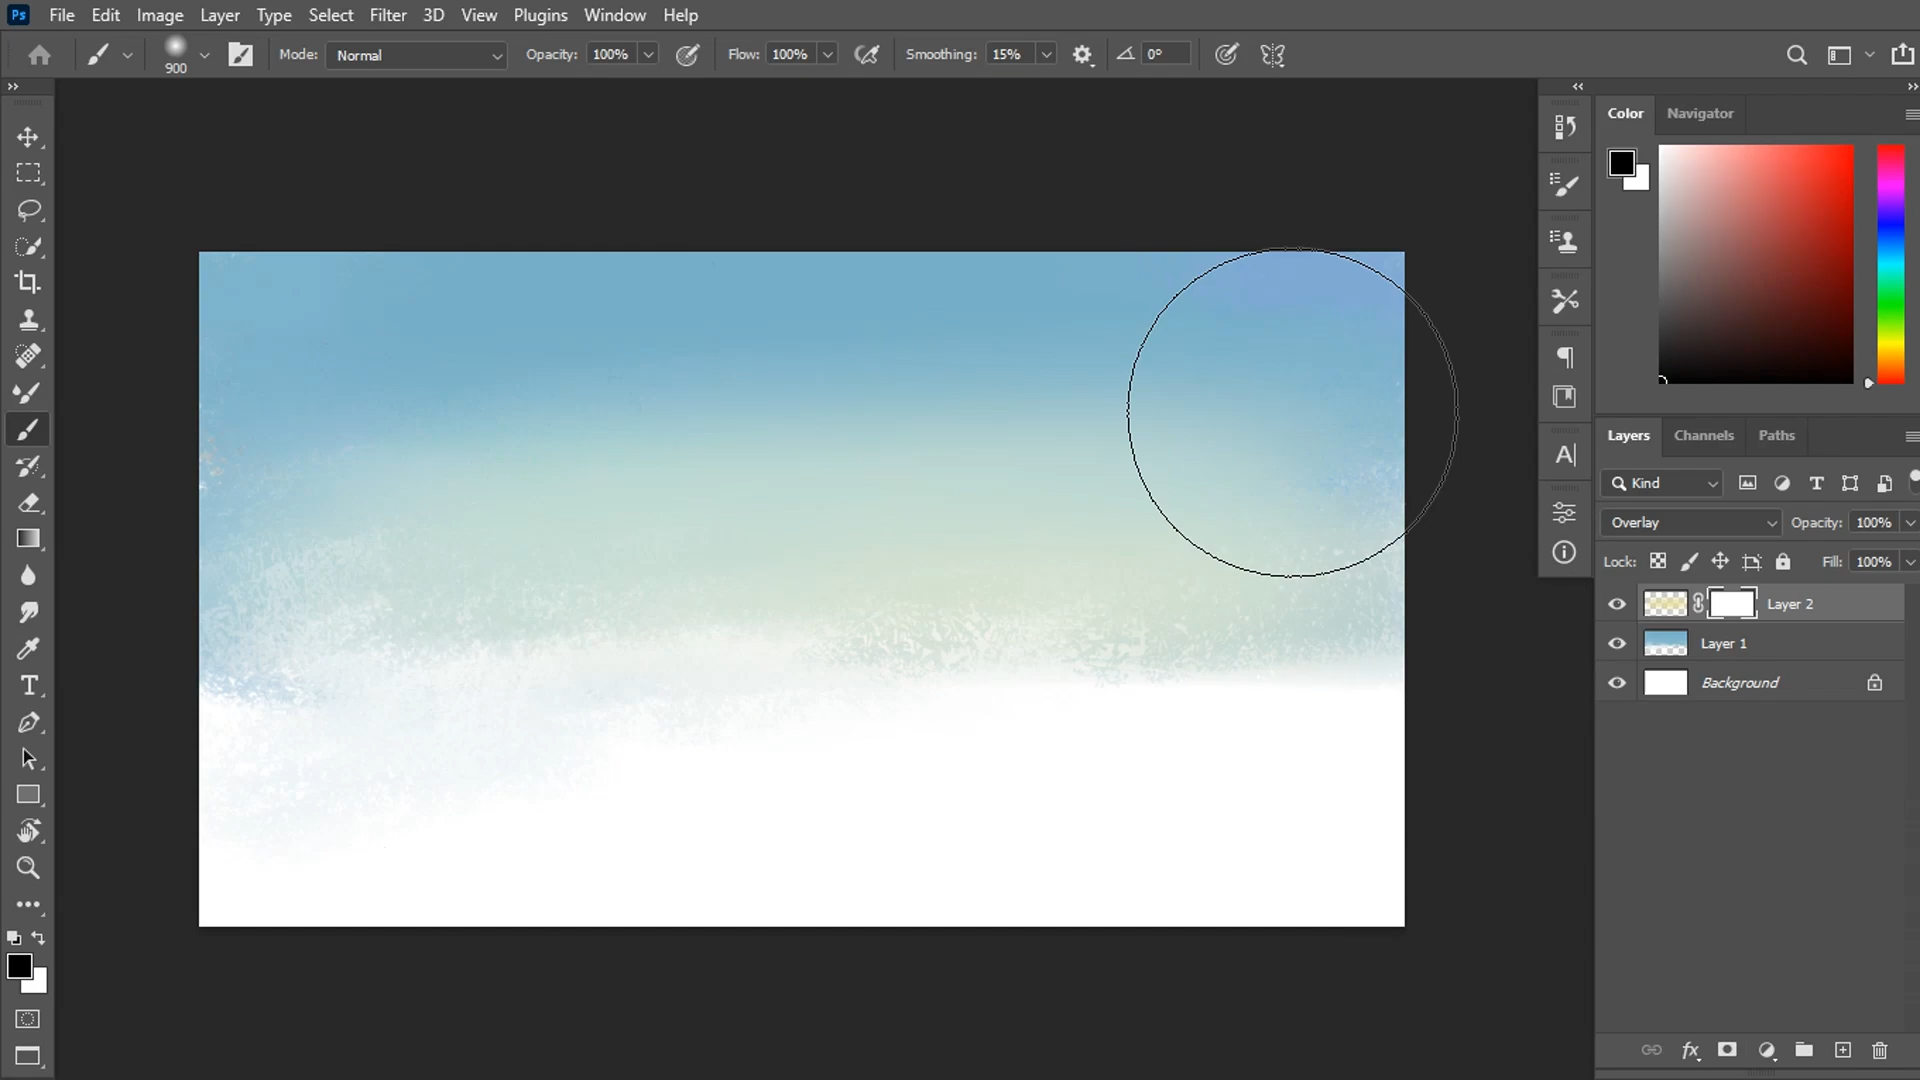 Ps File Edit Image Layer Type Select Filter 3D View Plugins Window Help
900 Mode: Normal Opacity: 100% Flow: 100% Smoothing: 15% 0°
Color Navigator
Layers Channels Paths
Kind
Overlay Opacity: 100%
Lock: Fill: 100%
Layer 2
Layer 1
Background